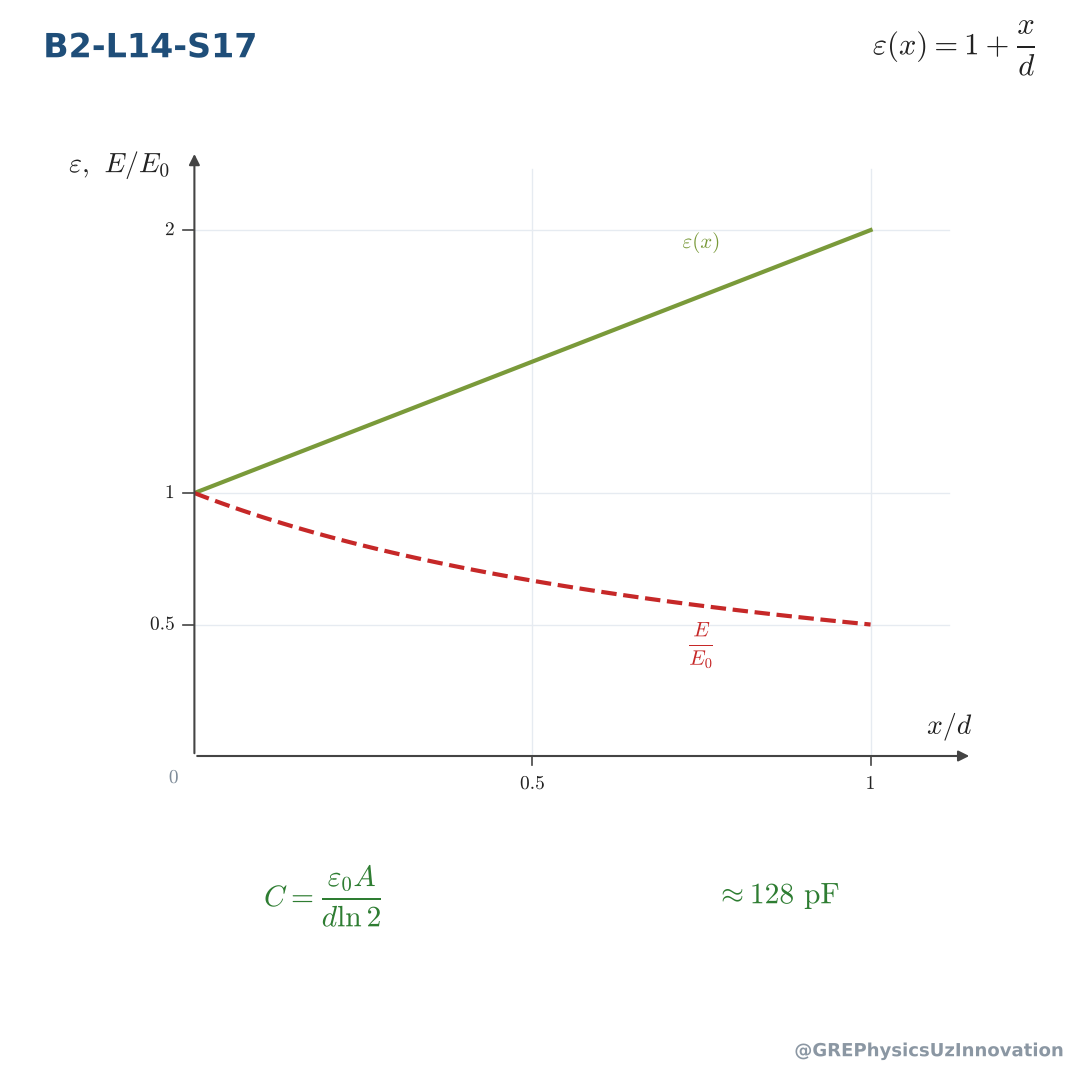 B2-L14-S17
ε(x) = 1 + x/d
ε, E/E₀
2
ε(x)
1
0.5
E/E₀
x/d
0
0.5
1
C = ε₀A / d ln 2
≈ 128 pF
@GREPhysicsUzInnovation